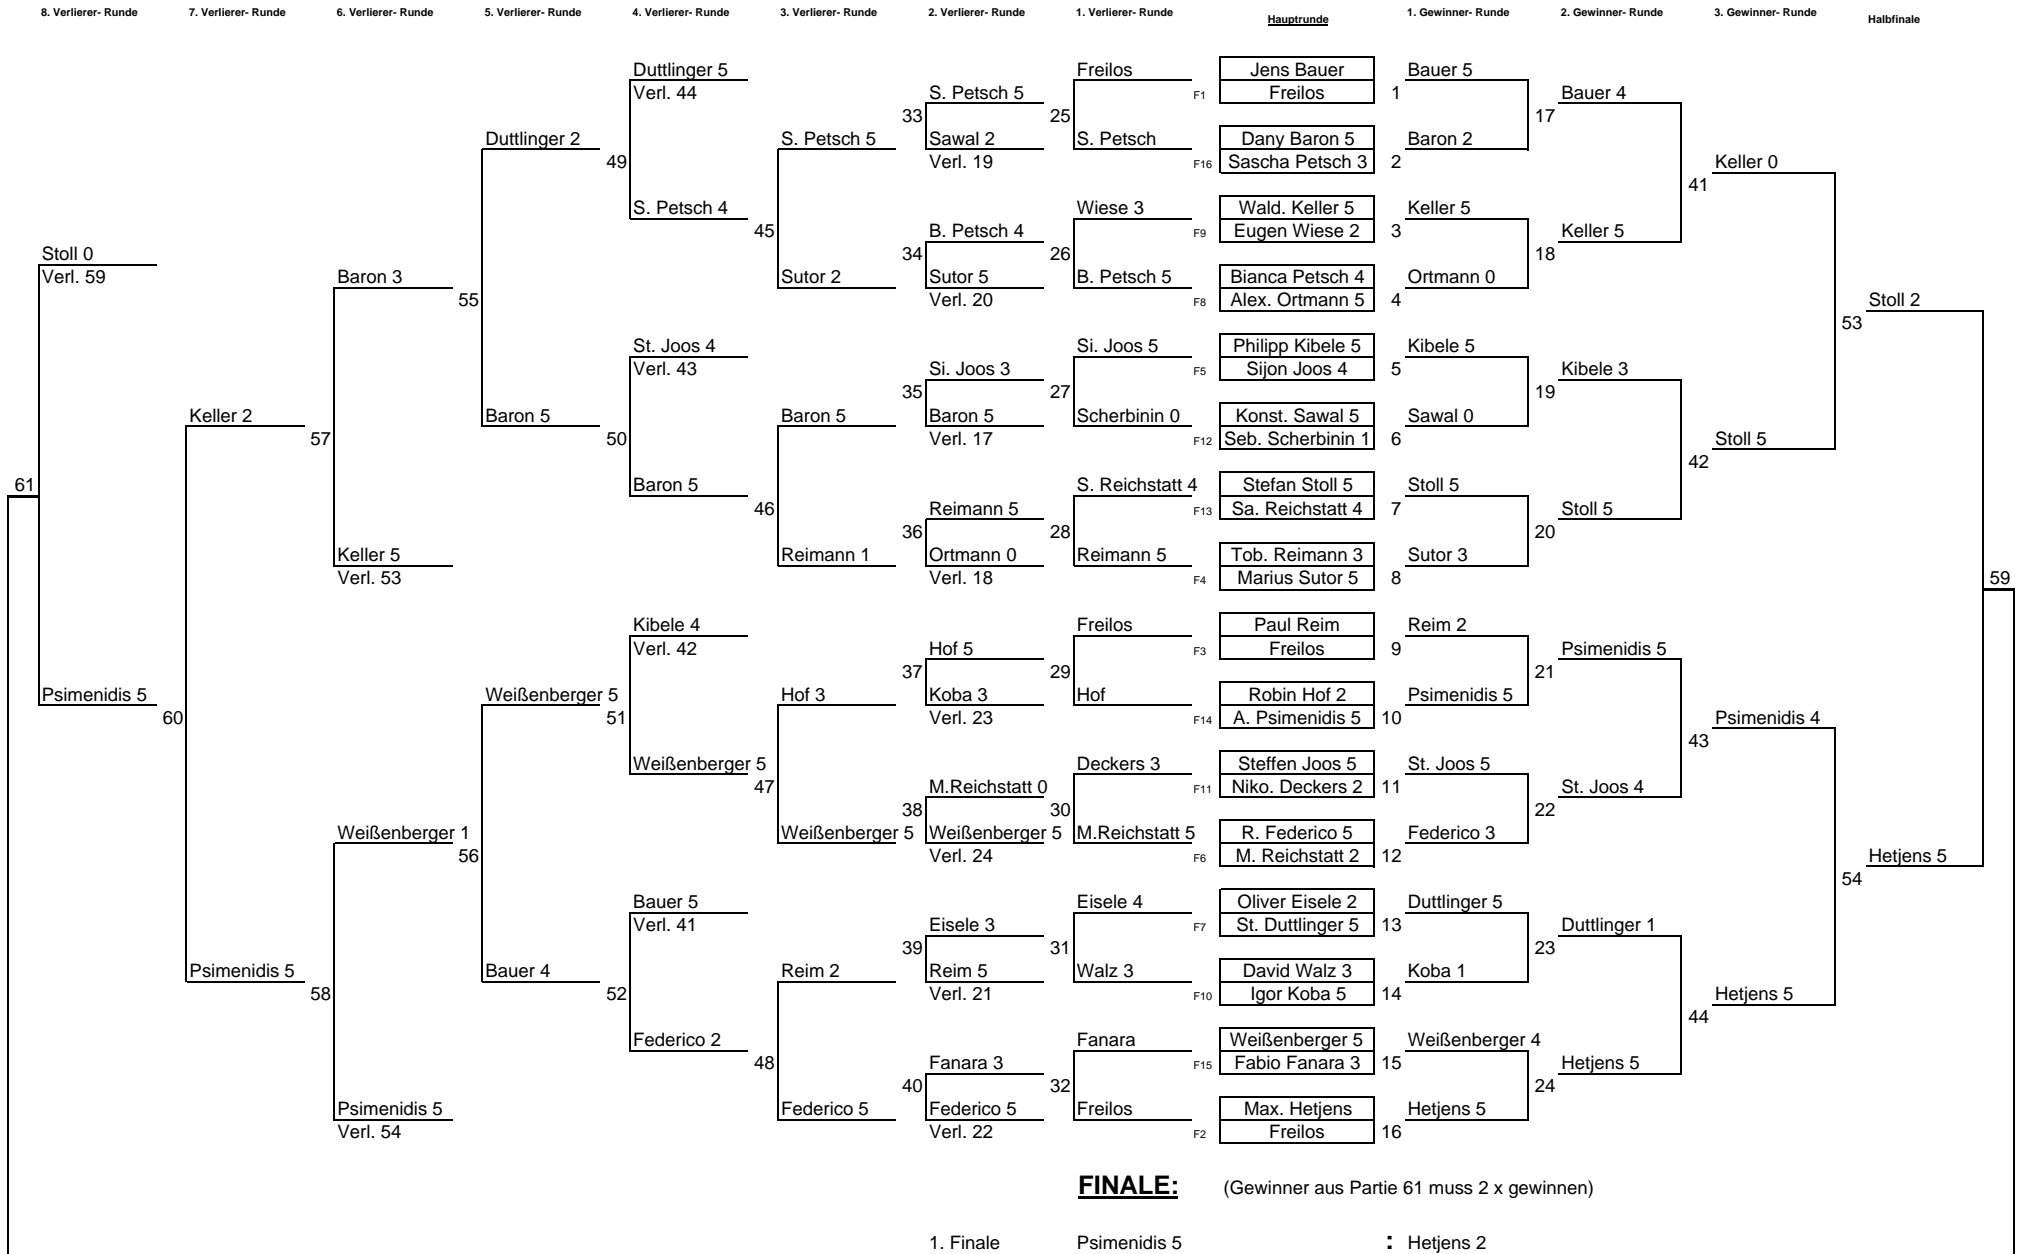 8. Verlierer- Runde 7. Verlierer- Runde 6. Verlierer- Runde 5. Verlierer- Runde 4. Verlierer- Runde 3. Verlierer- Runde 2. Verlierer- Runde 1. Verlierer- Runde Hauptrunde 1. Gewinner- Runde 2. Gewinner- Runde 3. Gewinner- Runde Halbfinale
Duttlinger 5 Freilos Jens Bauer Bauer 5
Verl. 44 S. Petsch 5 F1 Freilos 1 Bauer 4
33 25 17
Duttlinger 2 S. Petsch 5 Sawal 2 S. Petsch Dany Baron 5 Baron 2
49 Verl. 19 F16 Sascha Petsch 3 2 Keller 0
41
S. Petsch 4 Wiese 3 Wald. Keller 5 Keller 5
45 B. Petsch 4 F9 Eugen Wiese 2 3 Keller 5
Stoll 0 34 26 18
Verl. 59 Baron 3 Sutor 2 Sutor 5 B. Petsch 5 Bianca Petsch 4 Ortmann 0
55 Verl. 20 F8 Alex. Ortmann 5 4 Stoll 2
53
St. Joos 4 Si. Joos 5 Philipp Kibele 5 Kibele 5
Verl. 43 Si. Joos 3 F5 Sijon Joos 4 5 Kibele 3
35 27 19
Keller 2 Baron 5 Baron 5 Baron 5 Scherbinin 0 Konst. Sawal 5 Sawal 0
57 50 Verl. 17 F12 Seb. Scherbinin 1 6 Stoll 5
42
61 Baron 5 S. Reichstatt 4 Stefan Stoll 5 Stoll 5
46 Reimann 5 F13 Sa. Reichstatt 4 7 Stoll 5
36 28 20
Keller 5 Reimann 1 Ortmann 0 Reimann 5 Tob. Reimann 3 Sutor 3
Verl. 53 Verl. 18 F4 Marius Sutor 5 8 59
Kibele 4 Freilos Paul Reim Reim 2
Verl. 42 Hof 5 F3 Freilos 9 Psimenidis 5
37 29 21
Psimenidis 5 Weißenberger 5 Hof 3 Koba 3 Hof Robin Hof 2 Psimenidis 5
60 51 Verl. 23 F14 A. Psimenidis 5 10 Psimenidis 4
43
Weißenberger 5 Deckers 3 Steffen Joos 5 St. Joos 5
47 M.Reichstatt 0 F11 Niko. Deckers 2 11 St. Joos 4
38 30 22
Weißenberger 1 Weißenberger 5 Weißenberger 5 M.Reichstatt 5 R. Federico 5 Federico 3
56 Verl. 24 F6 M. Reichstatt 2 12 Hetjens 5
54
Bauer 5 Eisele 4 Oliver Eisele 2 Duttlinger 5
Verl. 41 Eisele 3 F7 St. Duttlinger 5 13 Duttlinger 1
39 31 23
Psimenidis 5 Bauer 4 Reim 2 Reim 5 Walz 3 David Walz 3 Koba 1
58 52 Verl. 21 F10 Igor Koba 5 14 Hetjens 5
44
Federico 2 Fanara Weißenberger 5 Weißenberger 4
48 Fanara 3 F15 Fabio Fanara 3 15 Hetjens 5
40 32 24
Psimenidis 5 Federico 5 Federico 5 Freilos Max. Hetjens Hetjens 5
Verl. 54 Verl. 22 F2 Freilos 16
FINALE: (Gewinner aus Partie 61 muss 2 x gewinnen)
1. Finale Psimenidis 5 : Hetjens 2